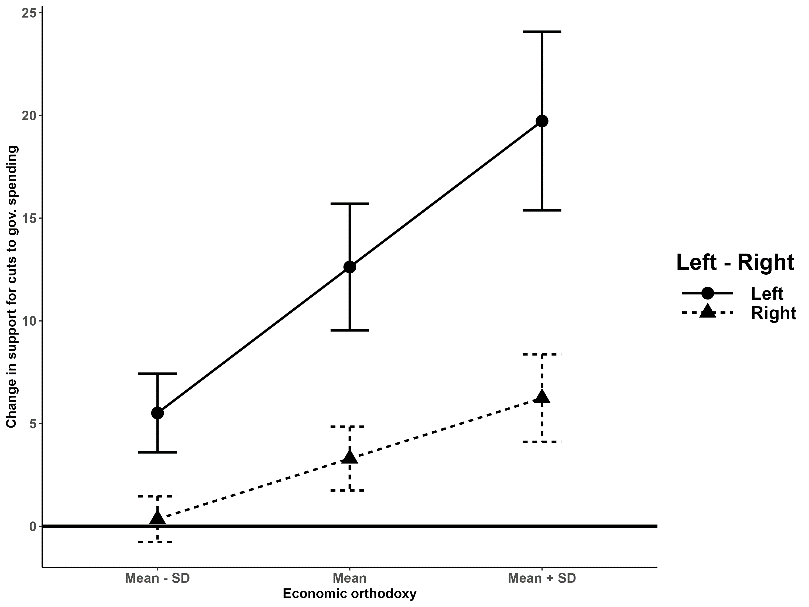 25
20
15
10
5
0
Change in support for cuts to gov. spending
Mean - SD
Mean
Mean + SD
Economic orthodoxy
Left - Right
Left
Right